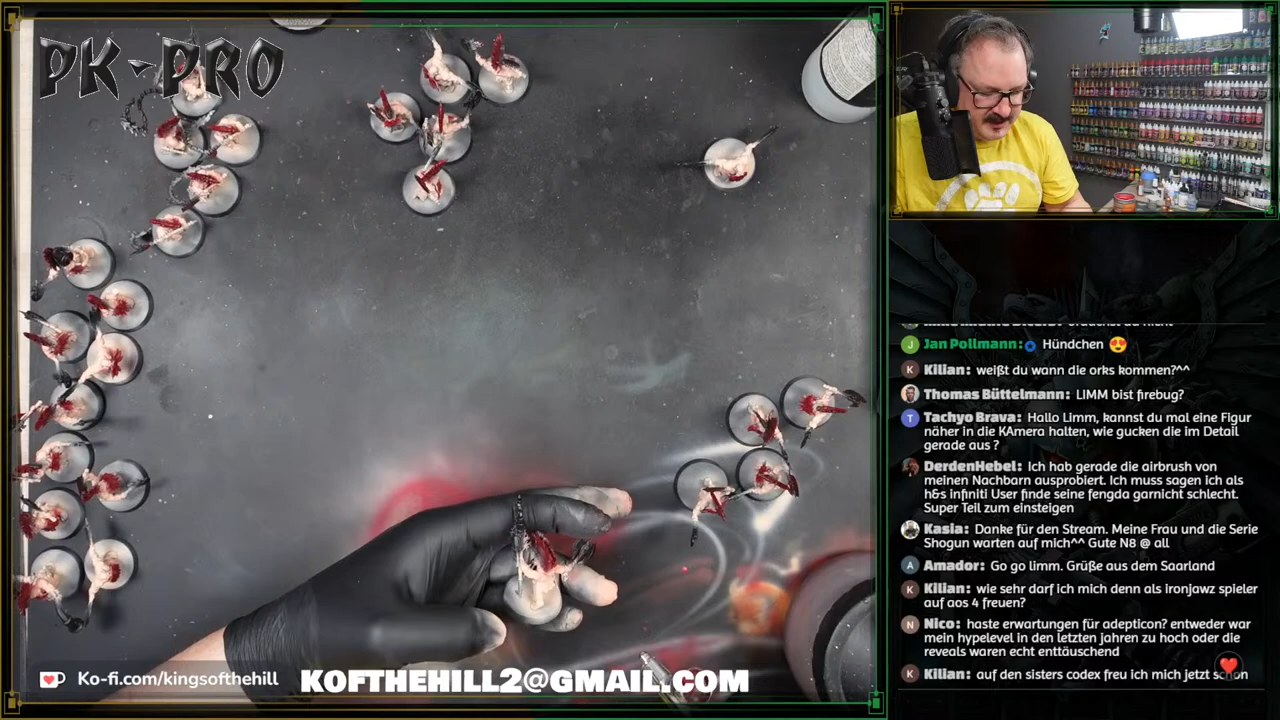 PK-PRO
Jan Pollmann: Hündchen 😍
Kilian: weißt du wann die orks kommen?^^
Thomas Büttelmann: LIMM bist firebug?
Tachyo Brava: Hallo Limm, kannst du mal eine Figur
näher in die KAmera halten, wie gucken die im Detail
gerade aus ?
DerdenHebel: Ich hab gerade die airbrush von
meinen Nachbarn ausprobiert. Ich muss sagen ich als
h&s infiniti User finde seine fengda garnicht schlecht.
Super Teil zum einsteigen
Kasia: Danke für den Stream. Meine Frau und die Serie
Shogun warten auf mich^^ Gute N8 @ all
Amador: Go go limm. Grüße aus dem Saarland
Kilian: wie sehr darf ich mich denn als ironjawz spieler
auf aos 4 freuen?
Nico: haste erwartungen für adepticon? entweder war
mein hypelevel in den letzten jahren zu hoch oder die
reveals waren echt enttäuschend
Kilian: auf den sisters codex freu ich mich jetzt schon
Ko-fi.com/kingsofthehill
KOFTHEHILL2@GMAIL.COM